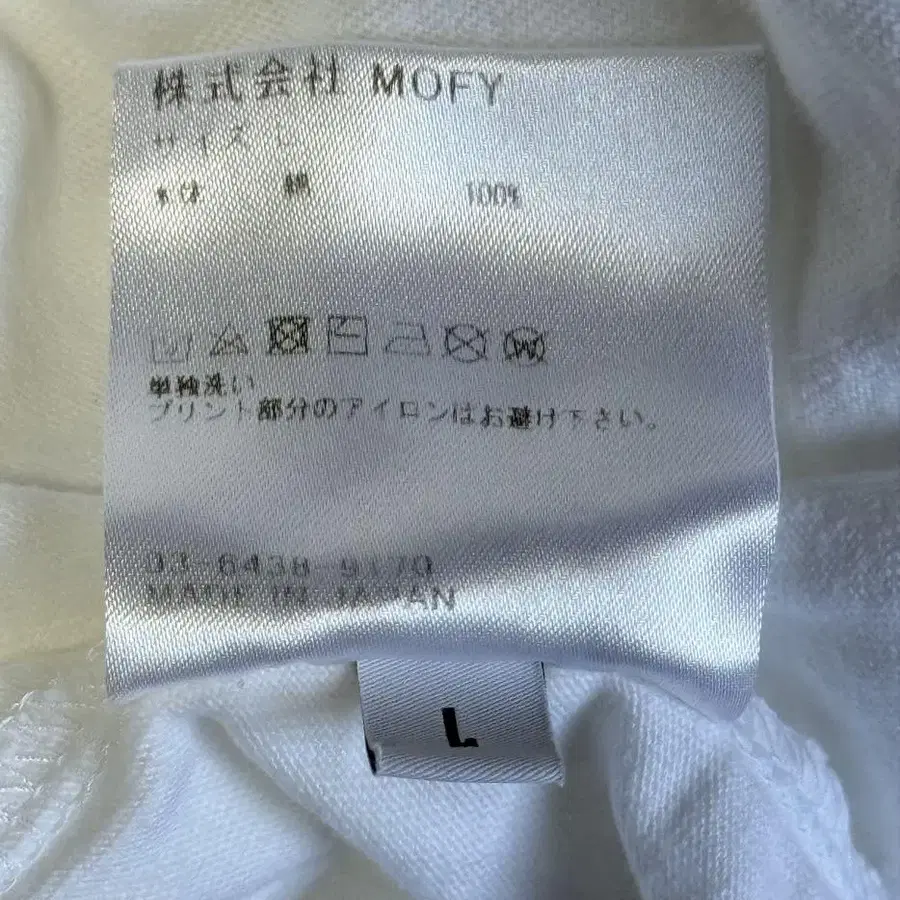 株式会社 MOFY
サイズ L
本体 綿 100%
単独洗い
プリント部分のアイロンはお避け下さい。
03-6438-9170
MADE IN JAPAN
L